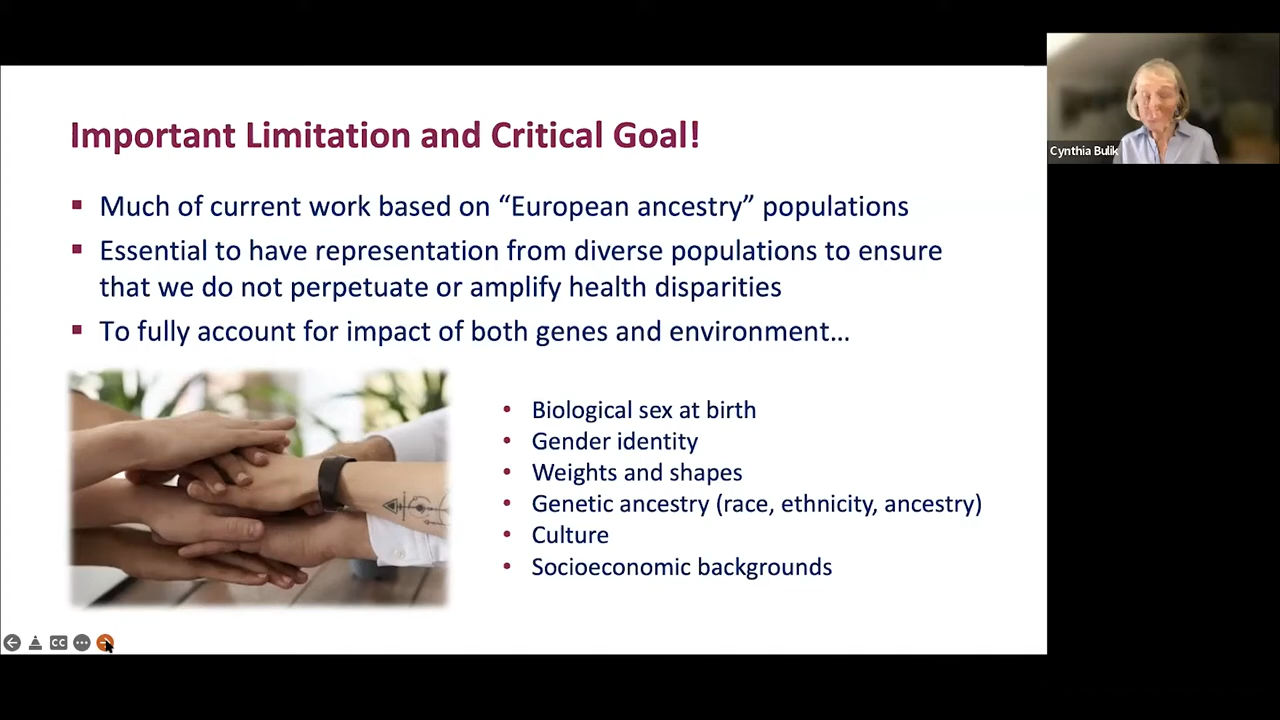 Important Limitation and Critical Goal!
▪ Much of current work based on “European ancestry” populations
▪ Essential to have representation from diverse populations to ensure
that we do not perpetuate or amplify health disparities
▪ To fully account for impact of both genes and environment…
• Biological sex at birth
• Gender identity
• Weights and shapes
• Genetic ancestry (race, ethnicity, ancestry)
• Culture
• Socioeconomic backgrounds
Cynthia Bulik
CC